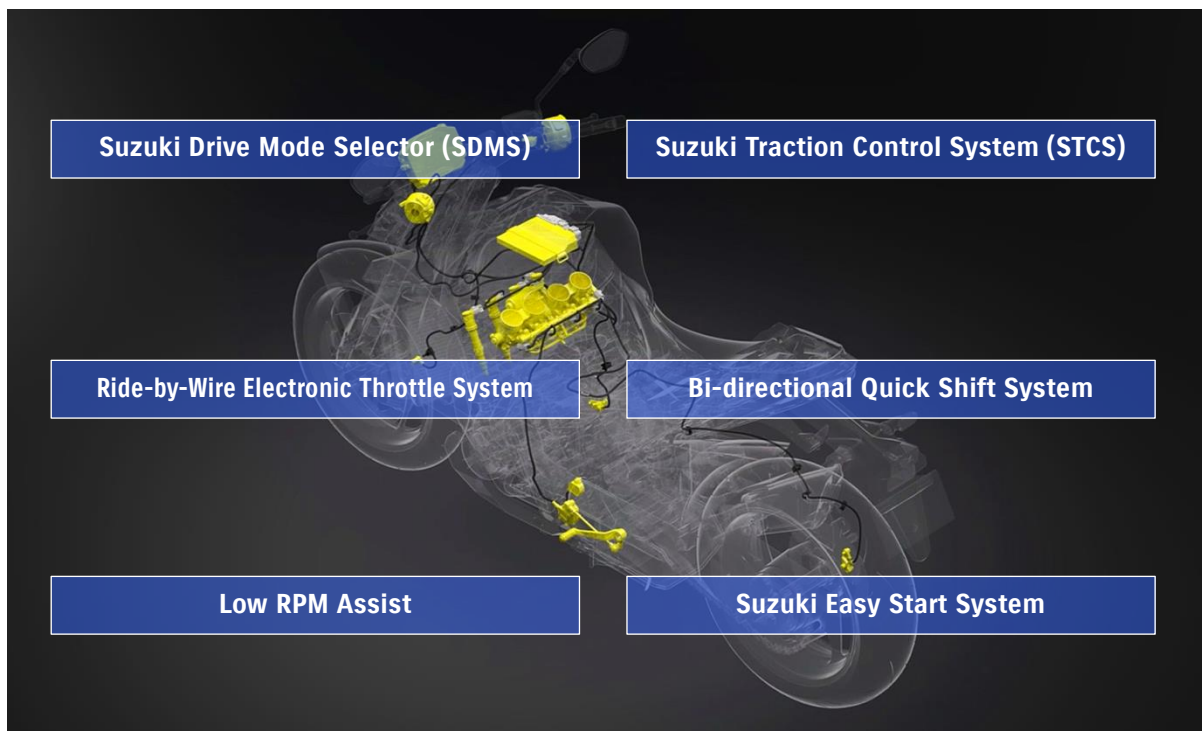 Suzuki Drive Mode Selector (SDMS)
Suzuki Traction Control System (STCS)
Ride-by-Wire Electronic Throttle System
Bi-directional Quick Shift System
Low RPM Assist
Suzuki Easy Start System